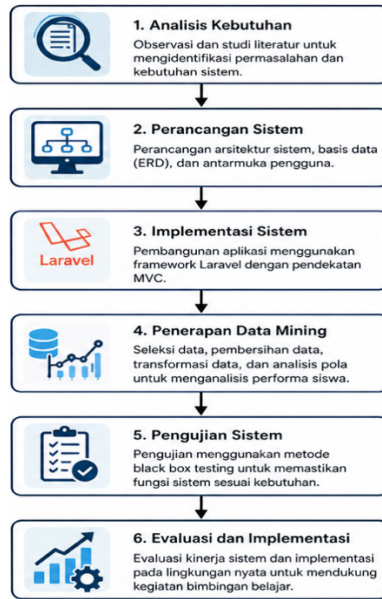 1. Analisis Kebutuhan
Observasi dan studi literatur untuk
mengidentifikasi permasalahan dan
kebutuhan sistem.
2. Perancangan Sistem
Perancangan arsitektur sistem, basis data
(ERD), dan antarmuka pengguna.
Laravel
3. Implementasi Sistem
Pembangunan aplikasi menggunakan
framework Laravel dengan pendekatan
MVC.
4. Penerapan Data Mining
Seleksi data, pembersihan data,
transformasi data, dan analisis pola
untuk menganalisis performa siswa.
5. Pengujian Sistem
Pengujian menggunakan metode
black box testing untuk memastikan
fungsi sistem sesuai kebutuhan.
6. Evaluasi dan Implementasi
Evaluasi kinerja sistem dan implementasi
pada lingkungan nyata untuk mendukung
kegiatan bimbingan belajar.